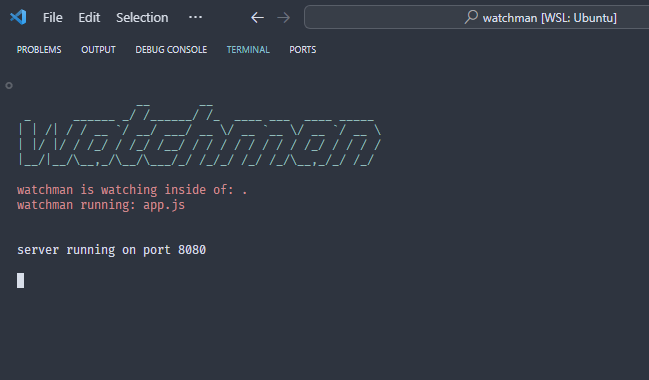 File Edit Selection ... watchman [WSL: Ubuntu]
PROBLEMS OUTPUT DEBUG CONSOLE TERMINAL PORTS
watchman
watchman is watching inside of: .
watchman running: app.js
server running on port 8080